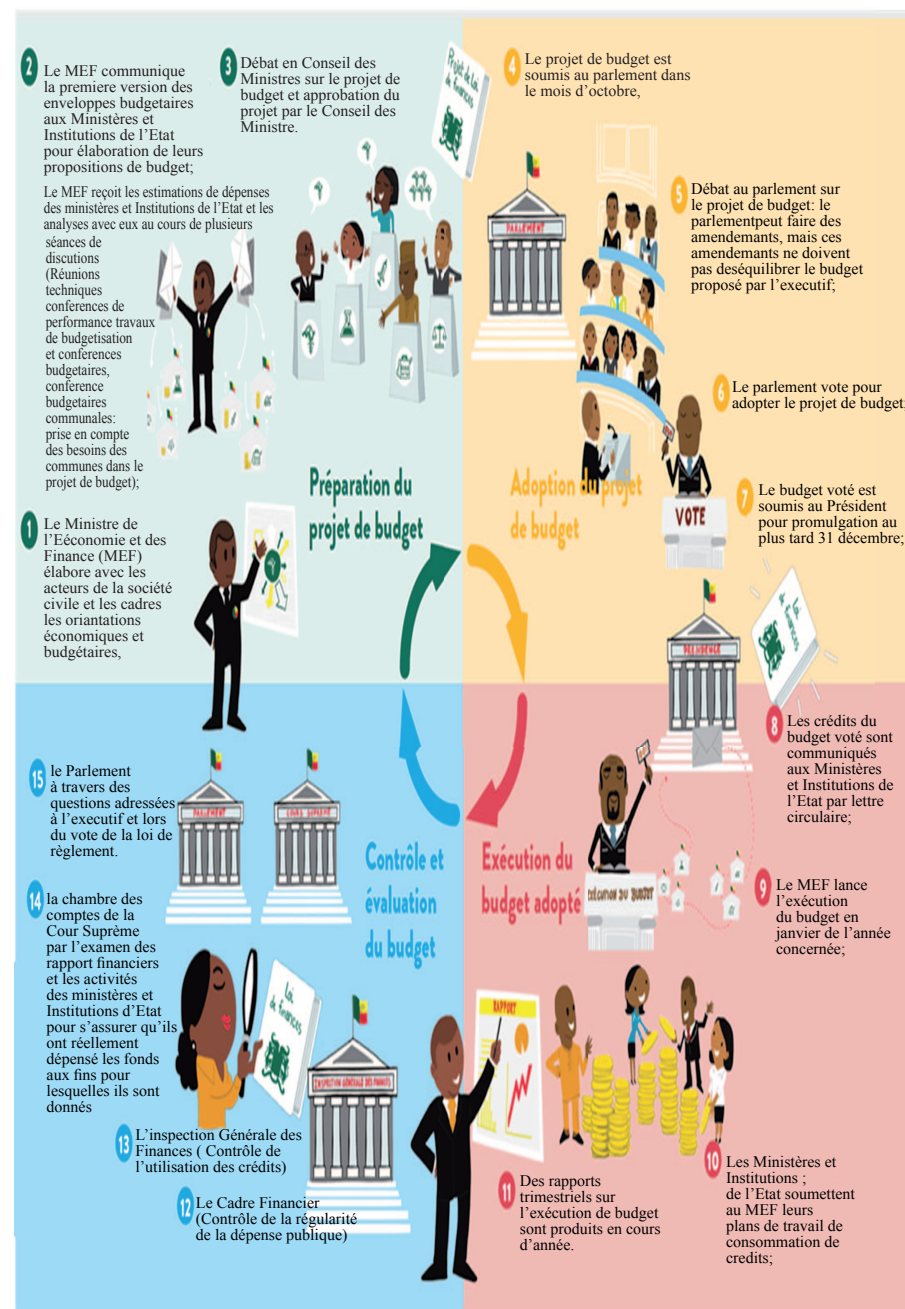 2
Le MEF communique
la premiere version des
enveloppes budgetaires
aux Ministères et
Institutions de l’Etat
pour élaboration de leurs
propositions de budget;
Le MEF reçoit les estimations de dépenses
des ministères et Institutions de l’Etat et les
analyses avec eux au cours de plusieurs
séances de
discutions
(Réunions
techniques
conferences de
performance travaux
de budgetisation
et conferences
budgetaires,
conference
budgetaires
communales:
prise en compte
des besoins des
communes dans le
projet de budget);
3
Débat en Conseil des
Ministres sur le projet de
budget et approbation du
projet par le Conseil des
Ministre.
Projet de Loi
de finances
4
Le projet de budget est
soumis au parlement dans
le mois d’octobre,
PARLEMENT
5
Débat au parlement sur
le projet de budget: le
parlementpeut faire des
amendemants, mais ces
amendemants ne doivent
pas deséquilibrer le budget
proposé par l’executif;
6
Le parlement vote pour
adopter le projet de budget;
VOTE
7
Le budget voté est
soumis au Président
pour promulgation au
plus tard 31 décembre;
Préparation du
projet de budget
Adoption du projet
de budget
1
Le Ministre de
l’Eéconomie et des
Finance (MEF)
élabore avec les
acteurs de la société
civile et les cadres
les oriantations
économiques et
budgétaires,
PRESIDENCE
Loi
de finances
8
Les crédits du
budget voté sont
communiqués
aux Ministères
et Institutions de
l’Etat par lettre
circulaire;
15
le Parlement
à travers des
questions adressées
à l’executif et lors
du vote de la loi de
règlement.
PARLEMENT
COURS SUPREME
Contrôle et
évaluation
du budget
Exécution du
budget adopté
EXÉCUTION DU BUDGET
9
Le MEF lance
l’exécution
du budget en
janvier de l’année
concernée;
14
la chambre des
comptes de la
Cour Suprème
par l’examen des
rapport financiers
et les activités
des ministères et
Institutions d’Etat
pour s’assurer qu’ils
ont réellement
dépensé les fonds
aux fins pour
lesquelles ils sont
donnés
Loi
de finances
INSPECTION GÉNÉRALE DES FINANCES
RAPPORT
13
L’inspection Générale des
Finances ( Contrôle de
l’utilisation des crédits)
12
Le Cadre Financier
(Contrôle de la régularité
de la dépense publique)
11
Des rapports
trimestriels sur
l’exécution de budget
sont produits en cours
d’année.
10
Les Ministères et
Institutions ;
de l’Etat soumettent
au MEF leurs
plans de travail de
consommation de
credits;